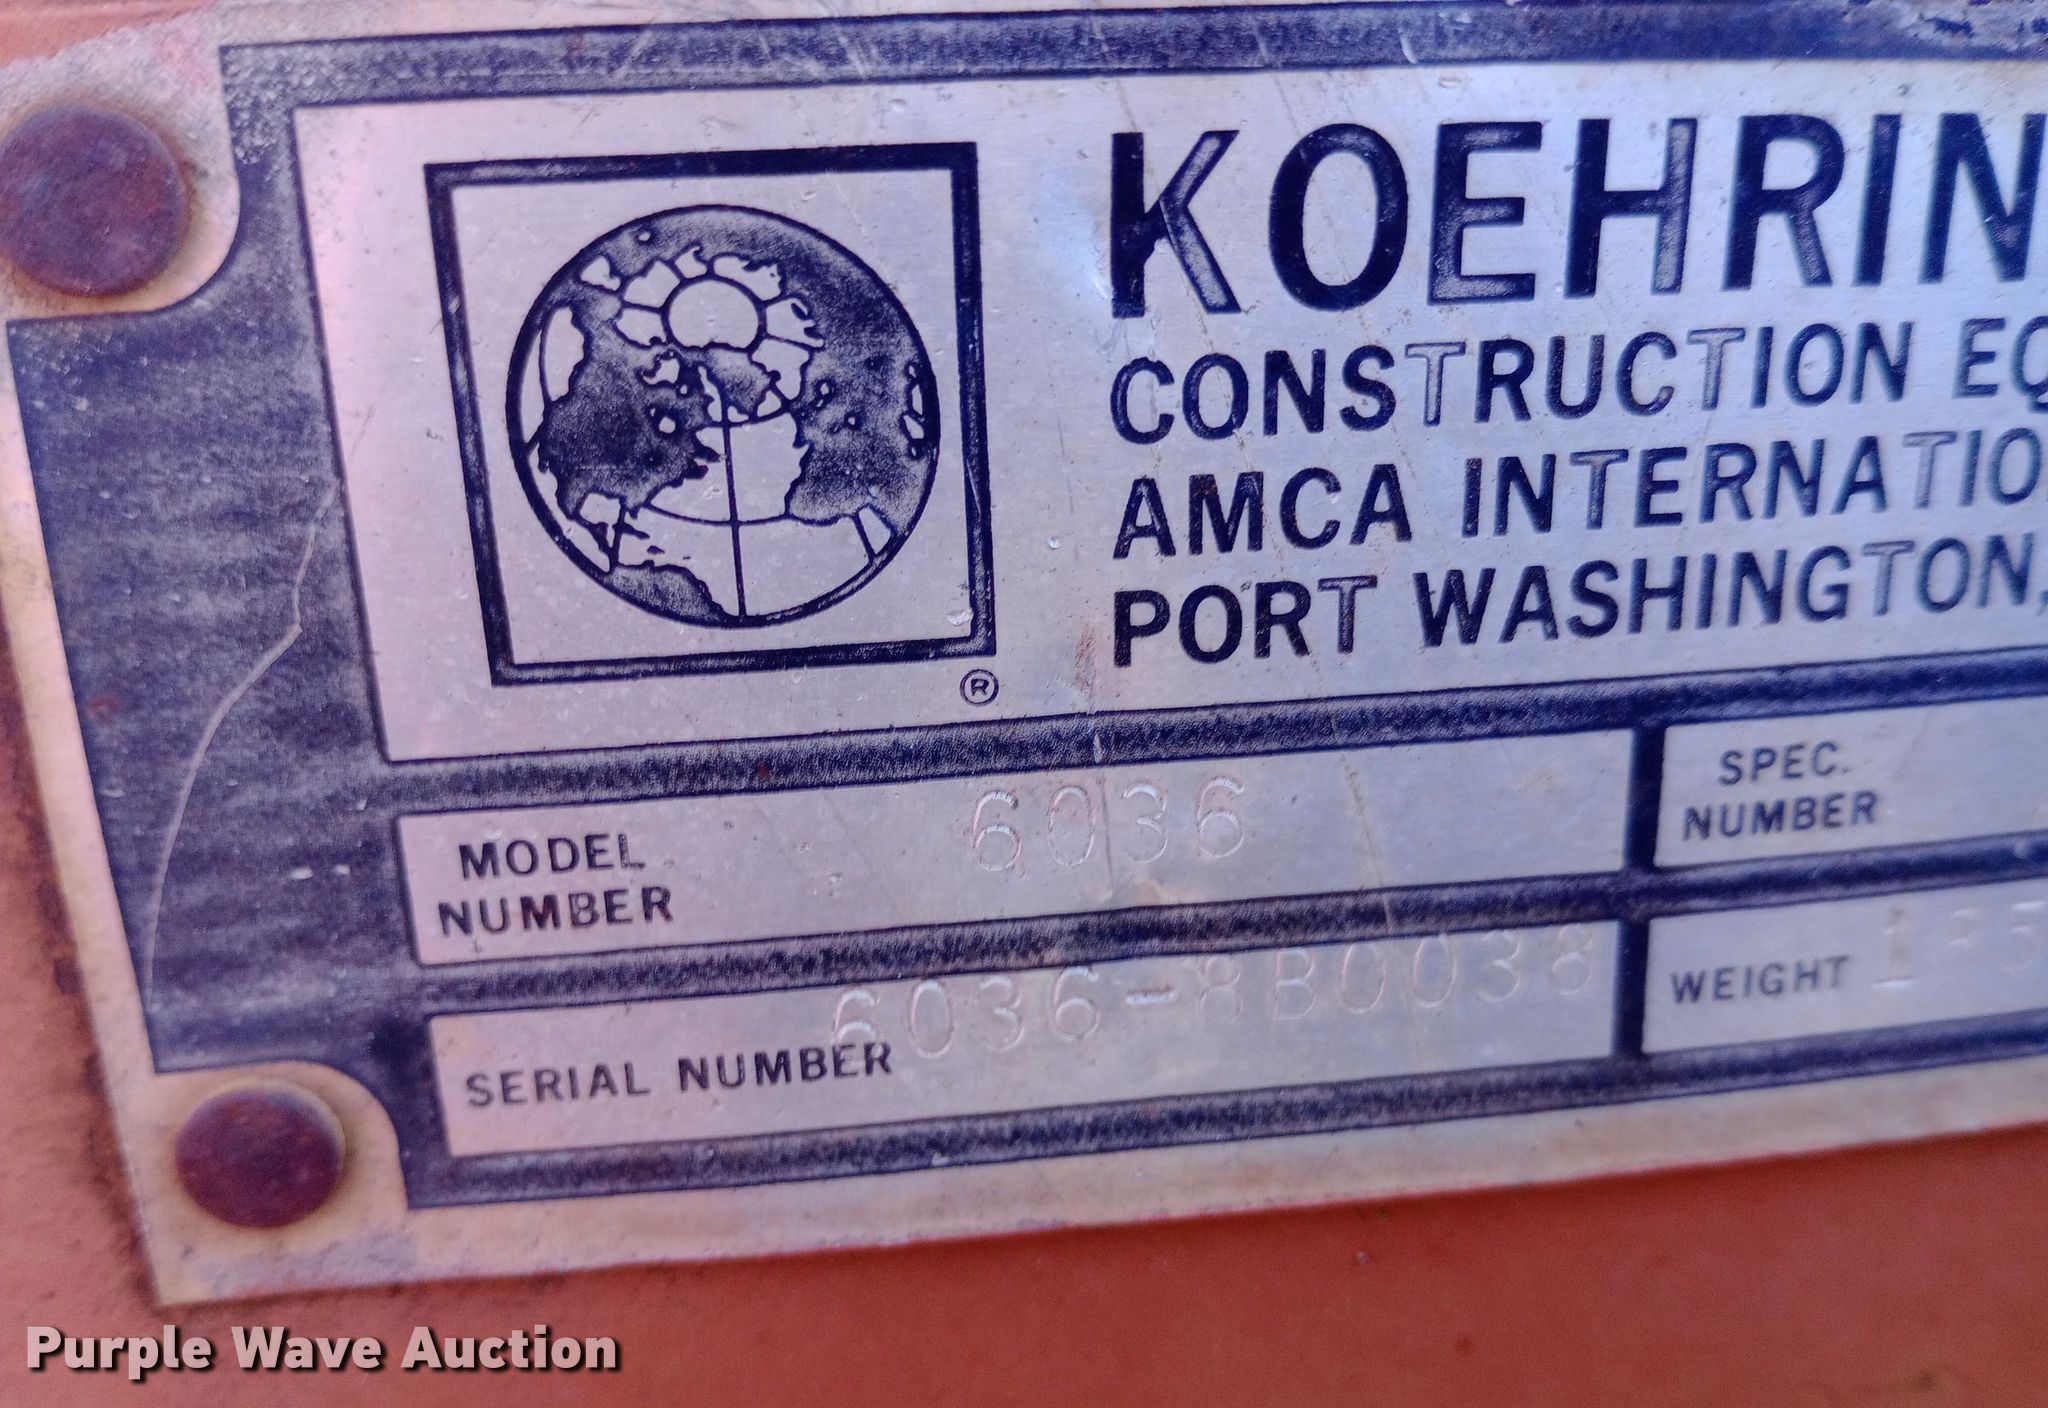 KOEHRIN
CONSTRUCTION EQ
AMCA INTERNATIO
PORT WASHINGTON,
®
MODEL NUMBER 6036
SPEC. NUMBER
SERIAL NUMBER 6036-8B0038
WEIGHT
Purple Wave Auction